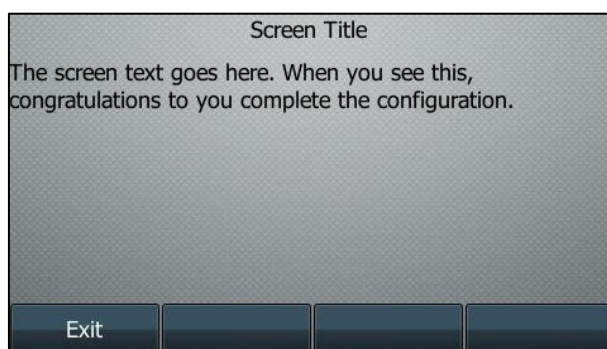 Screen Title
The screen text goes here. When you see this,
congratulations to you complete the configuration.
Exit